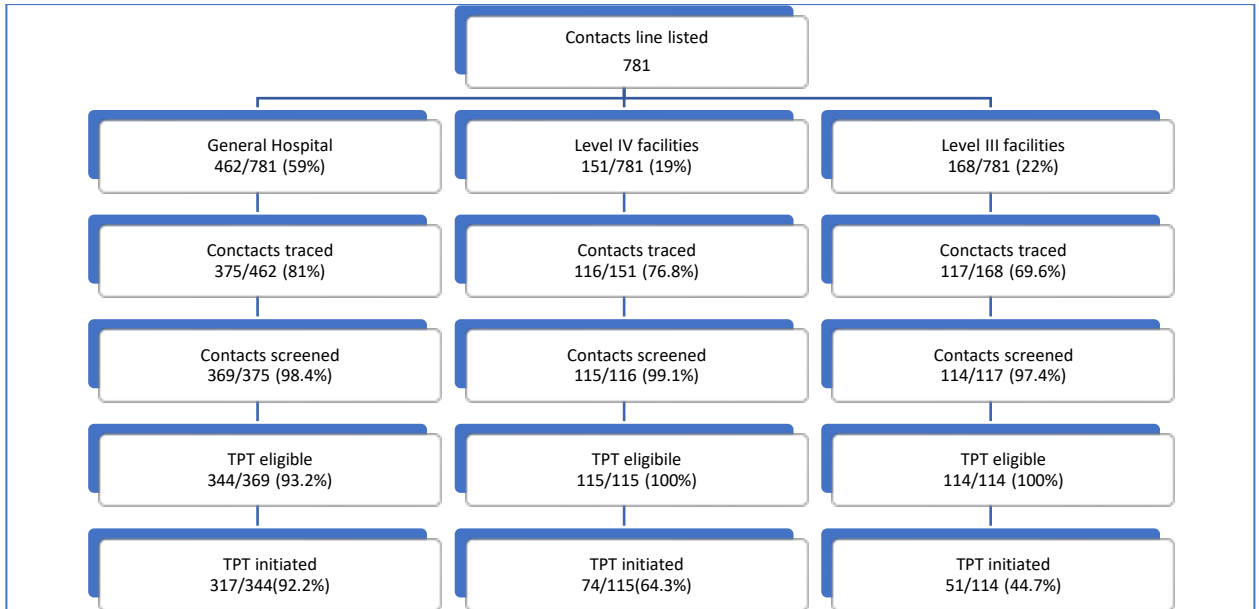 Contacts line listed
781
General Hospital
462/781 (59%)
Level IV facilities
151/781 (19%)
Level III facilities
168/781 (22%)
Conctacts traced
375/462 (81%)
Contacts traced
116/151 (76.8%)
Conctacts traced
117/168 (69.6%)
Contacts screened
369/375 (98.4%)
Contacts screened
115/116 (99.1%)
Contacts screened
114/117 (97.4%)
TPT eligible
344/369 (93.2%)
TPT eligibile
115/115 (100%)
TPT eligible
114/114 (100%)
TPT initiated
317/344(92.2%)
TPT initiated
74/115(64.3%)
TPT initiated
51/114 (44.7%)